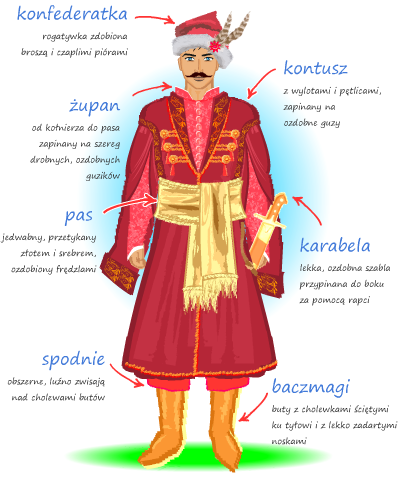 konfederatka
rogatywka zdobiona
broszą i czaplimi piórami
kontusz
z wylotami i pętlicami,
zapinany na
ozdobne guzy
żupan
od kołnierza do pasa
zapinany na szereg
drobnych, ozdobnych
guzików
pas
jedwabny, przetykany
złotem i srebrem,
ozdobiony frędzlami
karabela
lekka, ozdobna szabla
przypinana do boku
za pomocą rapci
spodnie
obszerne, luźno zwisają
nad cholewami butów
baczmagi
buty z cholewkami ściętymi
ku tyłowi i z lekko zadartymi
noskami